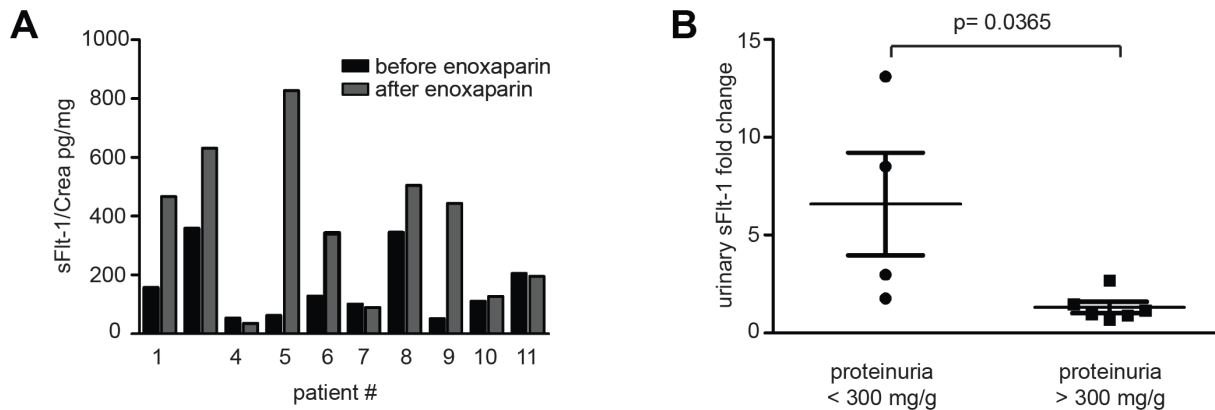 A
sFlt-1/Crea pg/mg
1000
800
600
400
200
0
before enoxaparin
after enoxaparin
1 4 5 6 7 8 9 10 11
patient #
B
urinary sFlt-1 fold change
15
10
5
0
p= 0.0365
proteinuria
< 300 mg/g
proteinuria
> 300 mg/g